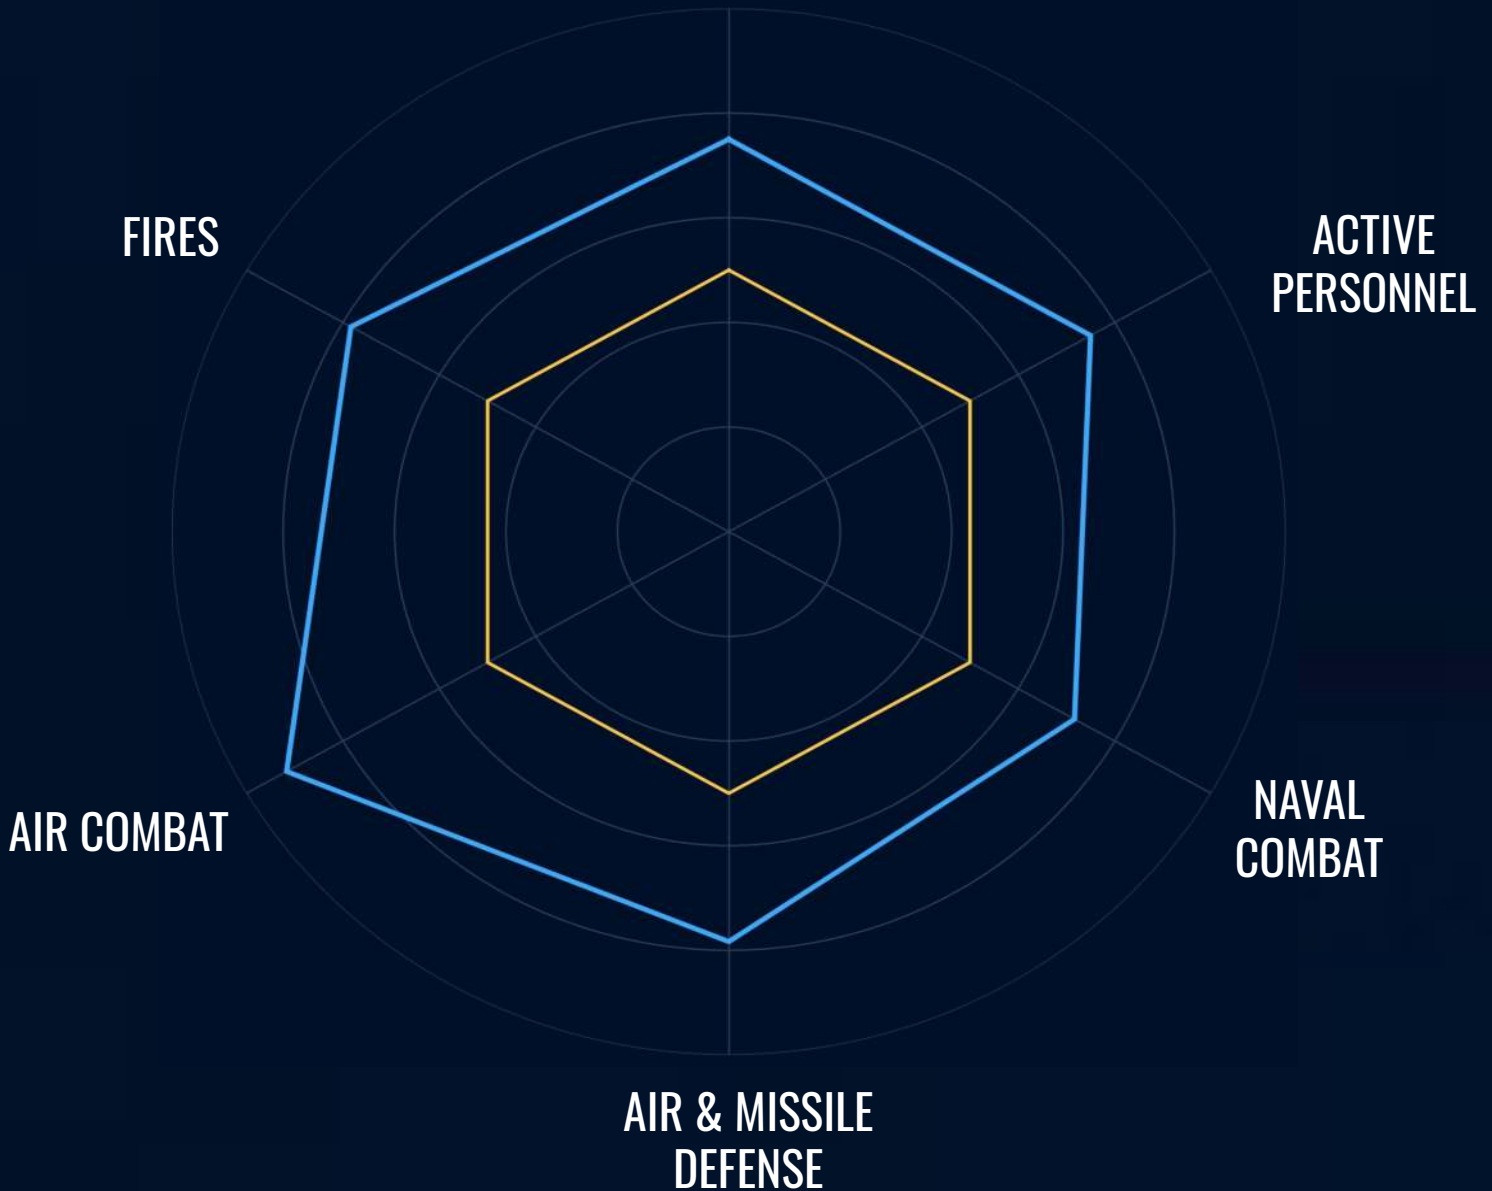 FIRES
ACTIVE
PERSONNEL
AIR COMBAT
NAVAL
COMBAT
AIR & MISSILE
DEFENSE